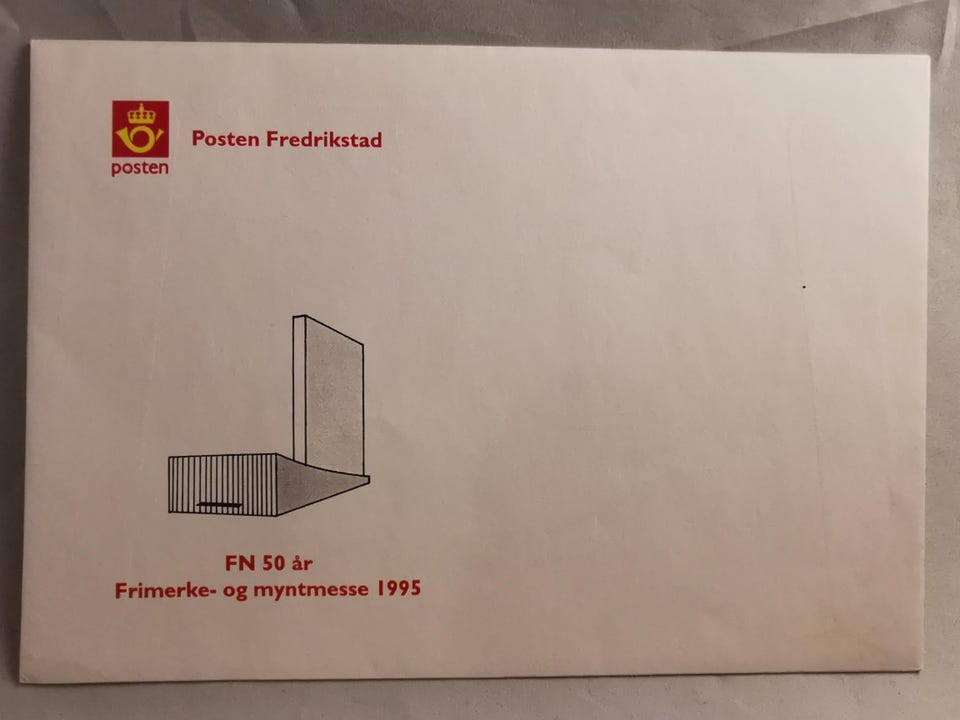 posten
Posten Fredrikstad
FN 50 år
Frimerke- og myntmesse 1995